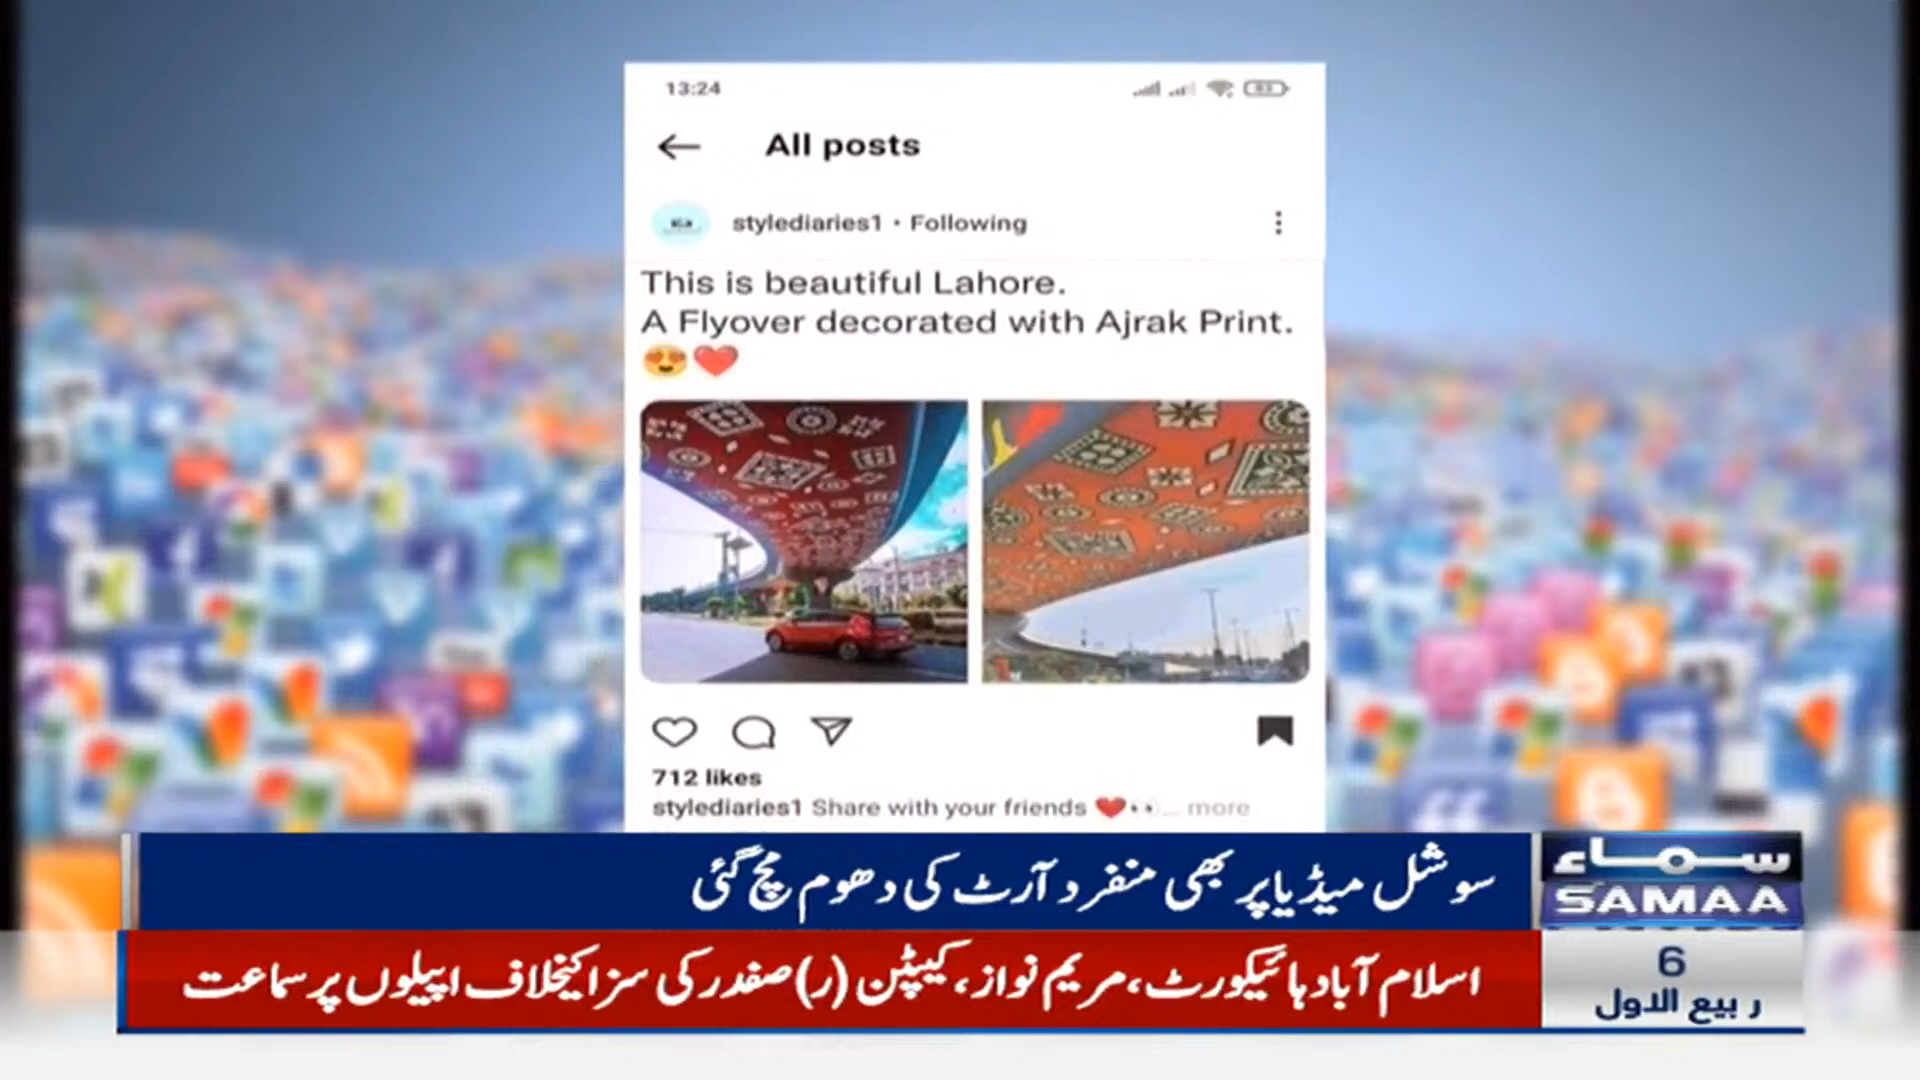 13:24
All posts
stylediaries1 • Following
This is beautiful Lahore.
A Flyover decorated with Ajrak Print.
😍❤️
712 likes
stylediaries1 Share with your friends ❤️👀... more
سوشل میڈیا پر بھی منفرد آرٹ کی دھوم مچ گئی
سماء
SAMAA
اسلام آباد ہائیکورٹ، مریم نواز، کیپٹن (ر) صفدر کی سزا کیخلاف اپیلوں پر سماعت
6
ربیع الاول